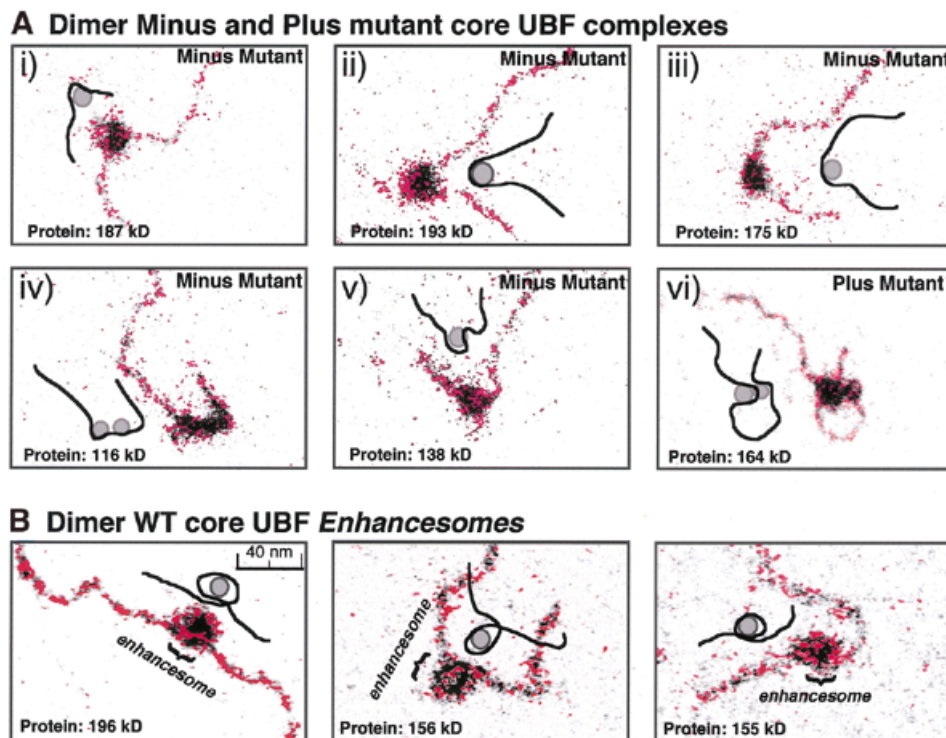 A Dimer Minus and Plus mutant core UBF complexes
i) Minus Mutant
Protein: 187 kD
ii) Minus Mutant
Protein: 193 kD
iii) Minus Mutant
Protein: 175 kD
iv) Minus Mutant
Protein: 116 kD
v) Minus Mutant
Protein: 138 kD
vi) Plus Mutant
Protein: 164 kD
B Dimer WT core UBF Enhancesomes
40 nm
enhancesome
Protein: 196 kD
enhancesome
Protein: 156 kD
enhancesome
Protein: 155 kD